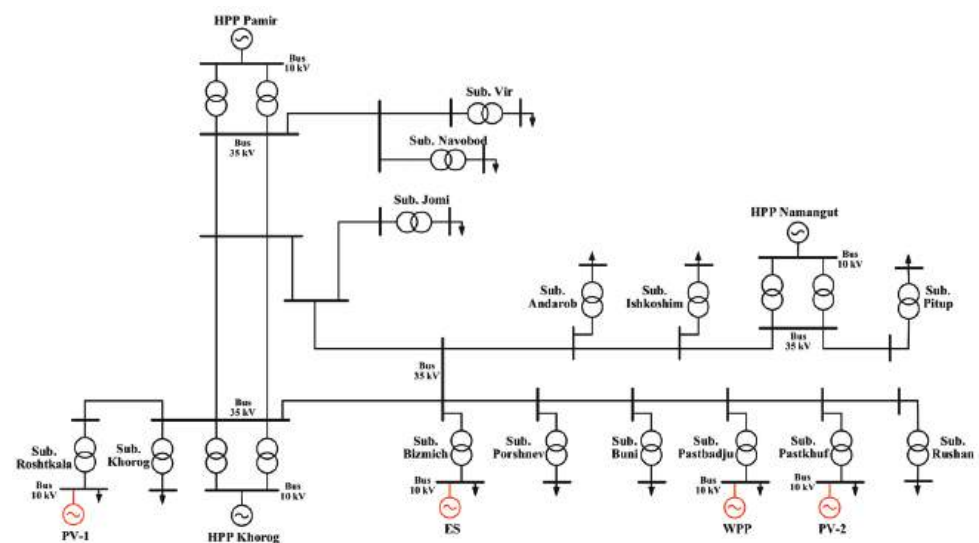 HPP Pamir
Bus
10 kV
Sub. Vir
Bus
35 kV
Sub. Navobod
Sub. Jomi
HPP Namangut
Bus
10 kV
Sub.
Andarob
Sub.
Ishkoshim
Sub.
Pitup
Bus
35 kV
Bus
35 kV
Bus
35 kV
Sub.
Roshtkala
Sub.
Khorog
Sub.
Bizmich
Sub.
Porshnev
Sub.
Buni
Sub.
Pastbadju
Sub.
Pastkhuf
Sub.
Rushan
Bus
10 kV
Bus
10 kV
Bus
10 kV
Bus
10 kV
Bus
10 kV
PV-1
HPP Khorog
ES
WPP
PV-2